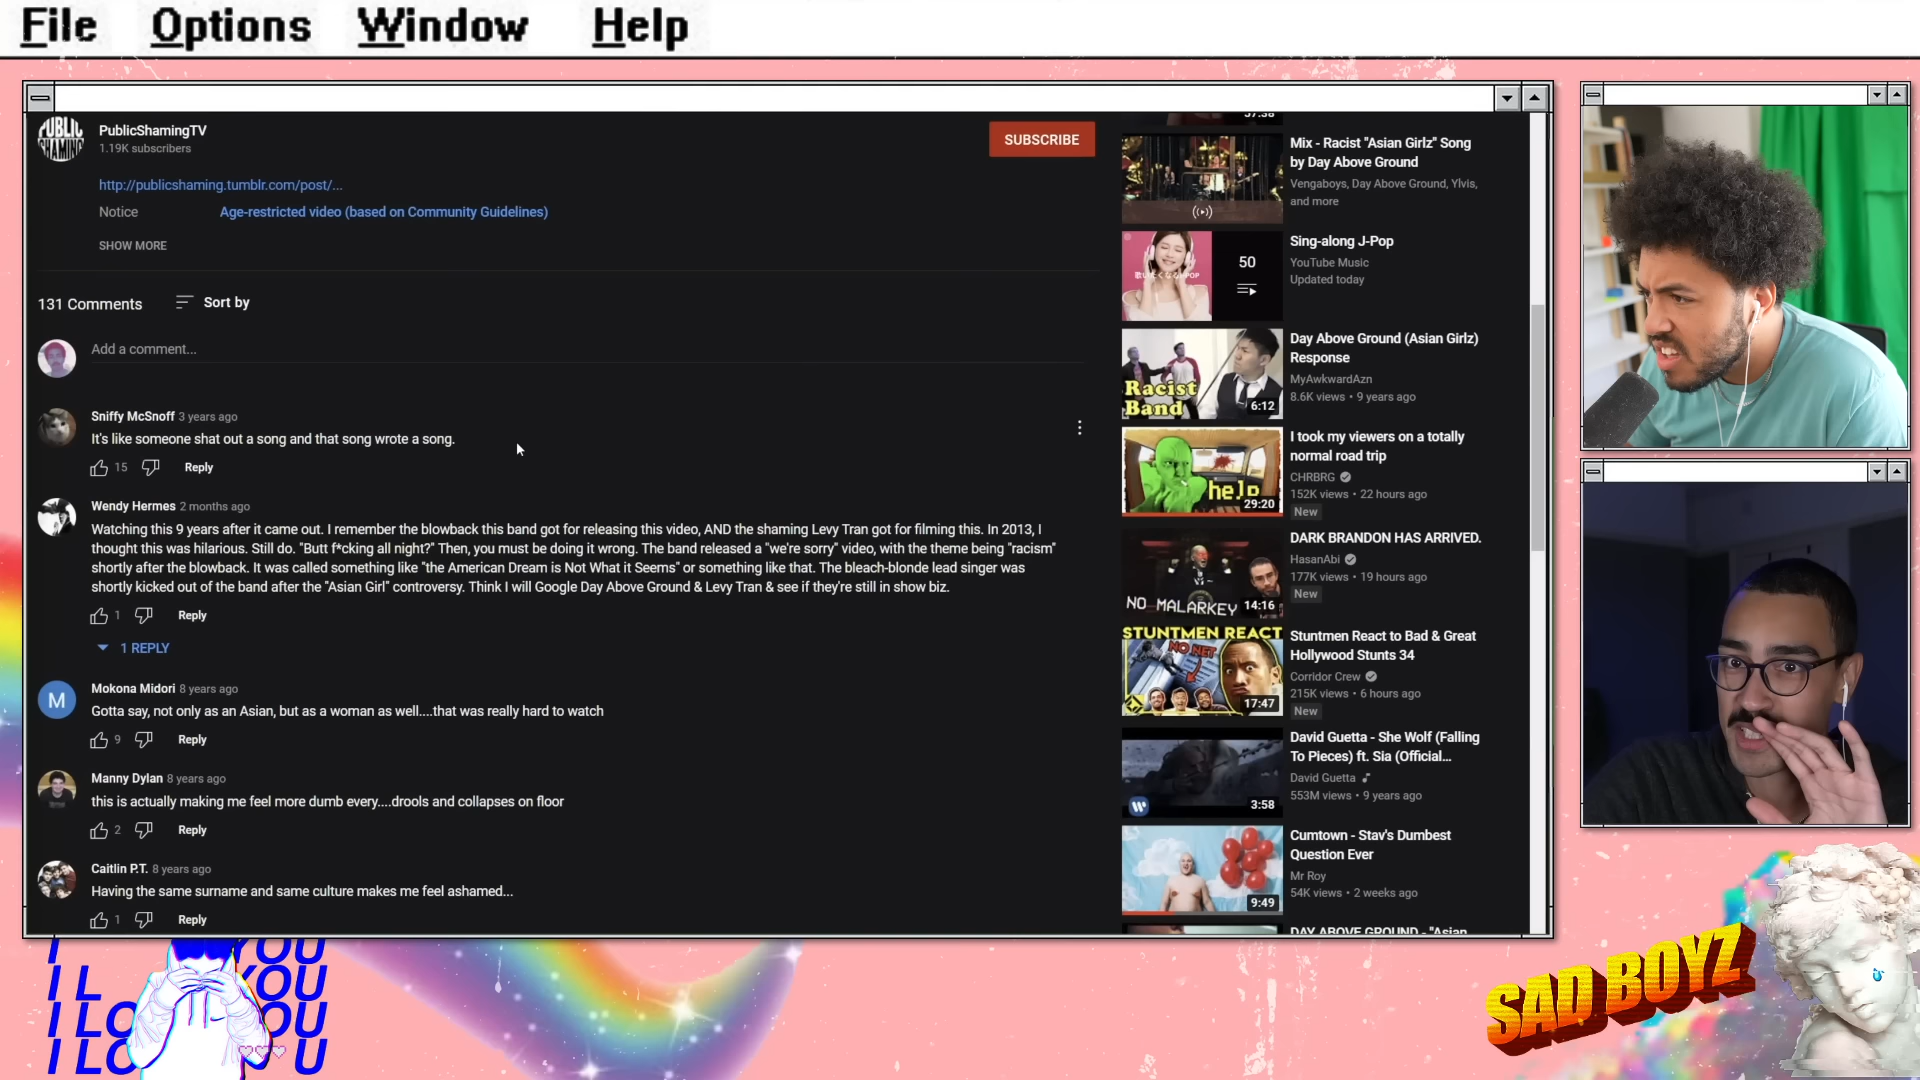 File Options Window Help
PUBLIC SHAMING
PublicShamingTV
1.19K subscribers
SUBSCRIBE
http://publicshaming.tumblr.com/post/...
Notice Age-restricted video (based on Community Guidelines)
SHOW MORE
131 Comments Sort by
Add a comment...
Sniffy McSnoff 3 years ago
It's like someone shat out a song and that song wrote a song.
15 Reply
Wendy Hermes 2 months ago
Watching this 9 years after it came out. I remember the blowback this band got for releasing this video, AND the shaming Levy Tran got for filming this. In 2013, I
thought this was hilarious. Still do. "Butt f*cking all night?" Then, you must be doing it wrong. The band released a "we're sorry" video, with the theme being "racism"
shortly after the blowback. It was called something like "the American Dream is Not What it Seems" or something like that. The bleach-blonde lead singer was
shortly kicked out of the band after the "Asian Girl" controversy. Think I will Google Day Above Ground & Levy Tran & see if they're still in show biz.
1 Reply
1 REPLY
M
Mokona Midori 8 years ago
Gotta say, not only as an Asian, but as a woman as well....that was really hard to watch
9 Reply
Manny Dylan 8 years ago
this is actually making me feel more dumb every....drools and collapses on floor
2 Reply
Caitlin P.T. 8 years ago
Having the same surname and same culture makes me feel ashamed...
1 Reply
37:38
Mix - Racist "Asian Girlz" Song
by Day Above Ground
Vengaboys, Day Above Ground, Ylvis,
and more
50
Sing-along J-Pop
YouTube Music
Updated today
Racist
Band
6:12
Day Above Ground (Asian Girlz)
Response
MyAwkwardAzn
8.6K views • 9 years ago
help
29:20
I took my viewers on a totally
normal road trip
CHRBRG
152K views • 22 hours ago
New
NO MALARKEY
14:16
DARK BRANDON HAS ARRIVED.
HasanAbi
177K views • 19 hours ago
New
STUNTMEN REACT
NO NET
17:47
Stuntmen React to Bad & Great
Hollywood Stunts 34
Corridor Crew
215K views • 6 hours ago
New
3:58
David Guetta - She Wolf (Falling
To Pieces) ft. Sia (Official...
David Guetta
553M views • 9 years ago
9:49
Cumtown - Stav's Dumbest
Question Ever
Mr Roy
54K views • 2 weeks ago
DAY ABOVE GROUND - "Asian
I YOU
I L YOU
I LO OU
I LO U
SAD BOYZ